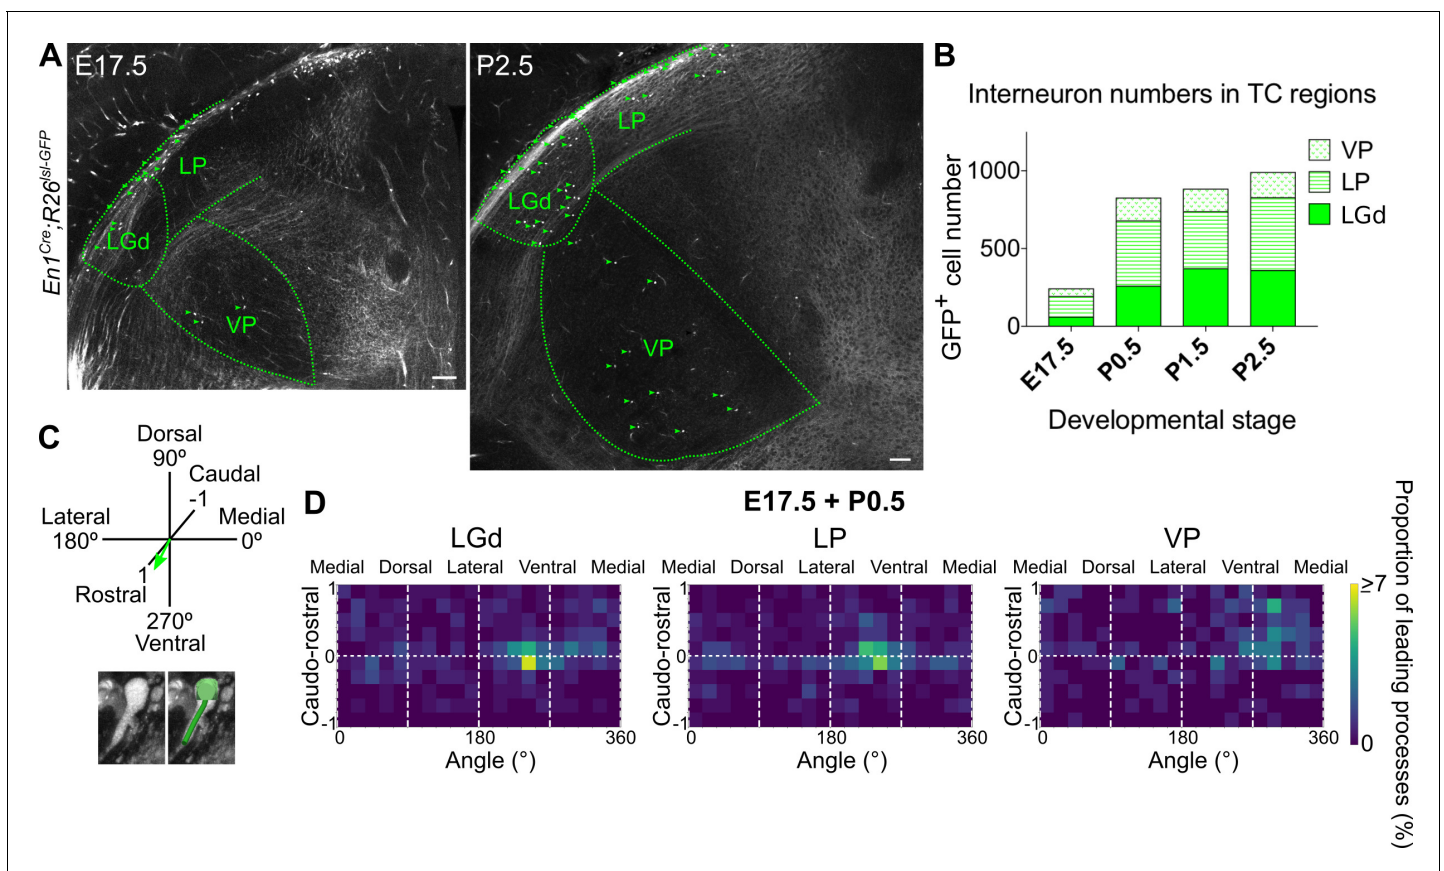 A
E17.5
En1Cre;R26lsl-GFP
LP
LGd
VP
P2.5
LP
LGd
VP
B
Interneuron numbers in TC regions
GFP+ cell number
1000
500
0
E17.5
P0.5
P1.5
P2.5
Developmental stage
VP
LP
LGd
C
Dorsal
90º
Caudal
-1
Lateral
180º
Medial
0º
1
Rostral
270º
Ventral
D
E17.5 + P0.5
LGd
Medial Dorsal Lateral Ventral Medial
Caudo-rostral
1
0
-1
0 180 360
Angle (°)
LP
Medial Dorsal Lateral Ventral Medial
Caudo-rostral
1
0
-1
0 180 360
Angle (°)
VP
Medial Dorsal Lateral Ventral Medial
Caudo-rostral
1
0
-1
0 180 360
Angle (°)
≥7
0
Proportion of leading processes (%)